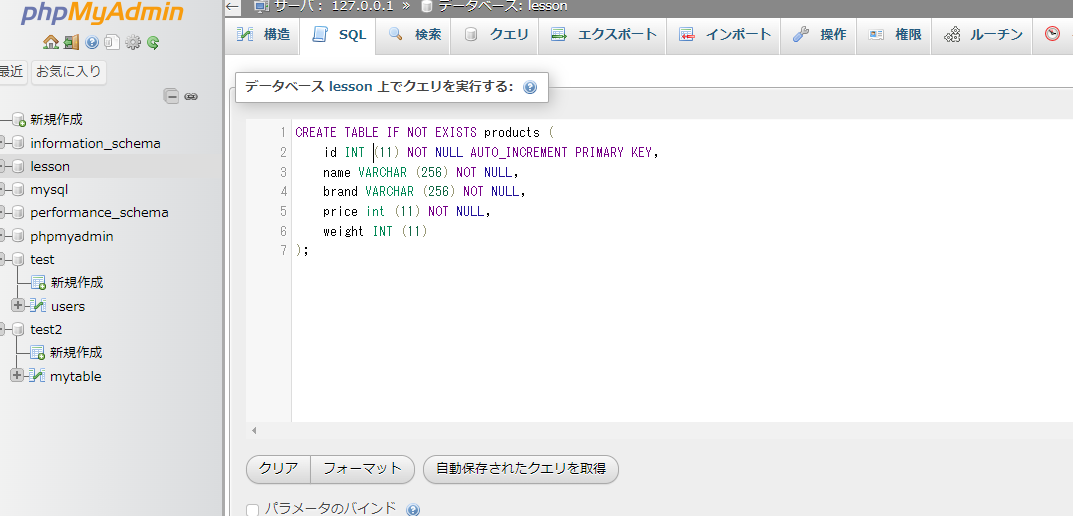 phpMyAdmin
最近 お気に入り
新規作成
information_schema
lesson
mysql
performance_schema
phpmyadmin
test
新規作成
users
test2
新規作成
mytable
サーバ: 127.0.0.1 » データベース: lesson
構造 SQL 検索 クエリ エクスポート インポート 操作 権限 ルーチン
データベース lesson 上でクエリを実行する:
1 CREATE TABLE IF NOT EXISTS products (
2 id INT (11) NOT NULL AUTO_INCREMENT PRIMARY KEY,
3 name VARCHAR (256) NOT NULL,
4 brand VARCHAR (256) NOT NULL,
5 price int (11) NOT NULL,
6 weight INT (11)
7 );
クリア フォーマット 自動保存されたクエリを取得
パラメータのバインド